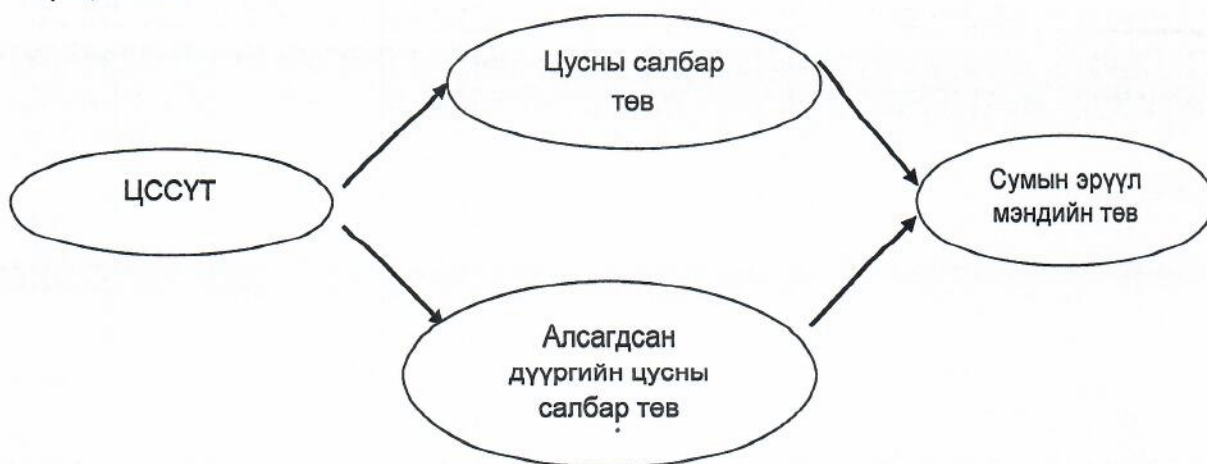 Цусны салбар
төв
ЦССҮТ
Сумын эрүүл
мэндийн төв
Алсагдсан
дүүргийн цусны
салбар төв